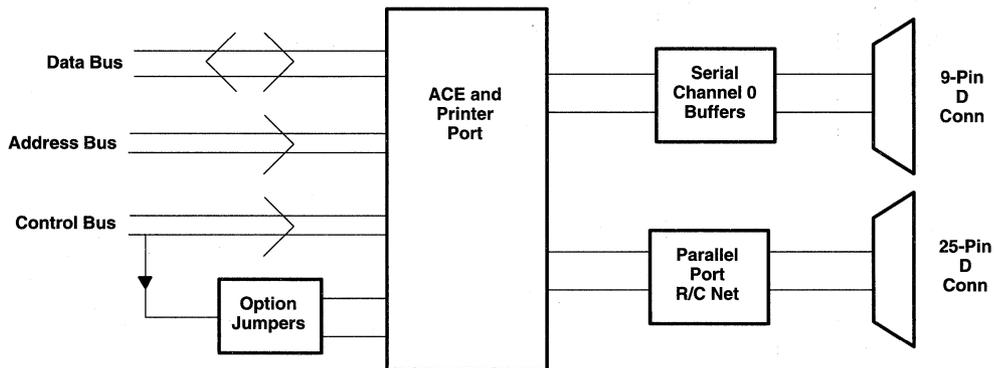 Data Bus
Address Bus
Control Bus
Option
Jumpers
ACE and
Printer
Port
Serial
Channel 0
Buffers
9-Pin
D
Conn
Parallel
Port
R/C Net
25-Pin
D
Conn